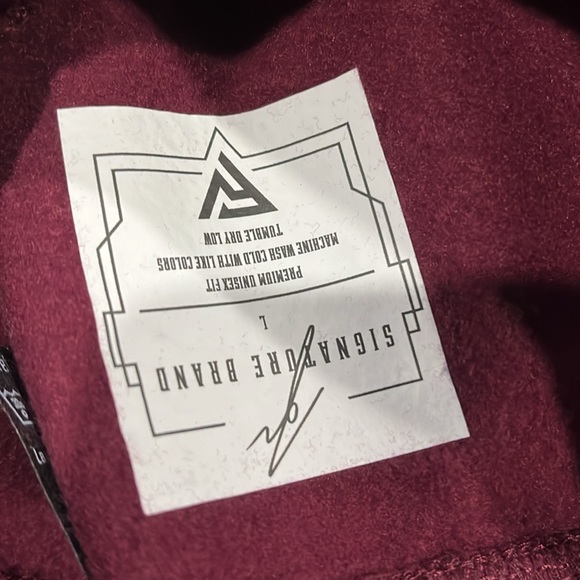 SIGNATURE BRAND
L
PREMIUM UNISEX FIT
MACHINE WASH COLD WITH LIKE COLORS
TUMBLE DRY LOW